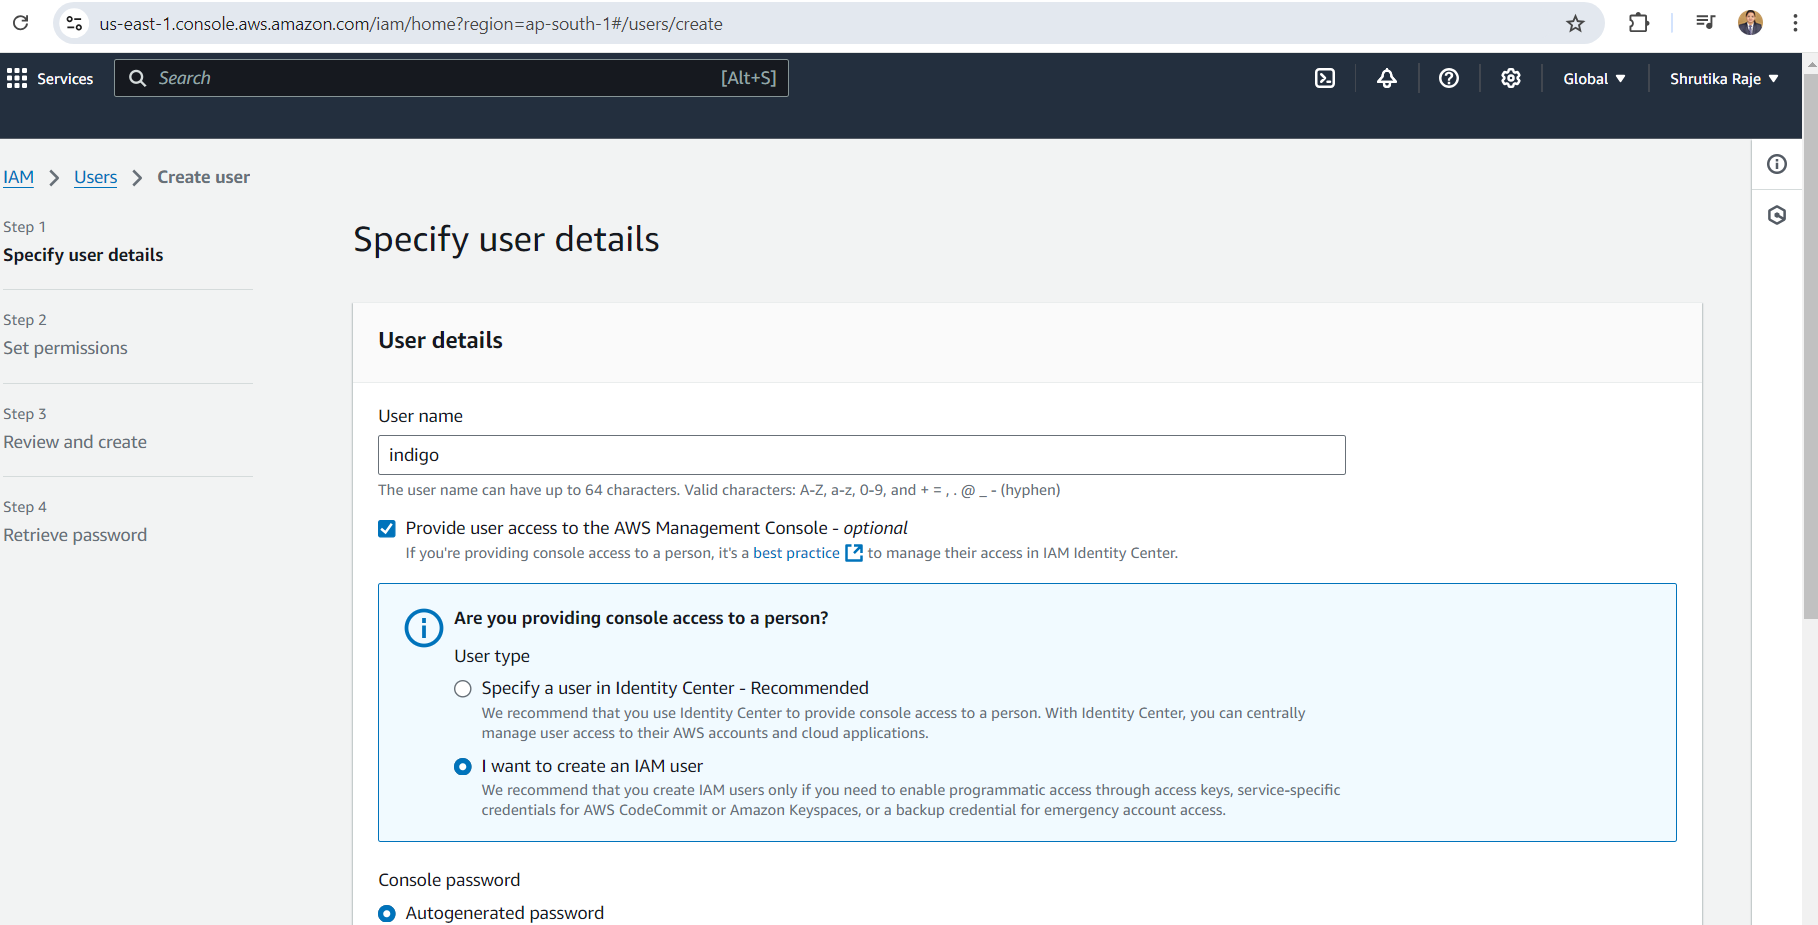 us-east-1.console.aws.amazon.com/iam/home?region=ap-south-1#/users/create
Services
Search
[Alt+S]
Global
Shrutika Raje
IAM
Users
Create user
Step 1
Specify user details
Step 2
Set permissions
Step 3
Review and create
Step 4
Retrieve password
Specify user details
User details
User name
indigo
The user name can have up to 64 characters. Valid characters: A-Z, a-z, 0-9, and + = , . @ _ - (hyphen)
Provide user access to the AWS Management Console - optional
If you're providing console access to a person, it's a best practice to manage their access in IAM Identity Center.
Are you providing console access to a person?
User type
Specify a user in Identity Center - Recommended
We recommend that you use Identity Center to provide console access to a person. With Identity Center, you can centrally
manage user access to their AWS accounts and cloud applications.
I want to create an IAM user
We recommend that you create IAM users only if you need to enable programmatic access through access keys, service-specific
credentials for AWS CodeCommit or Amazon Keyspaces, or a backup credential for emergency account access.
Console password
Autogenerated password